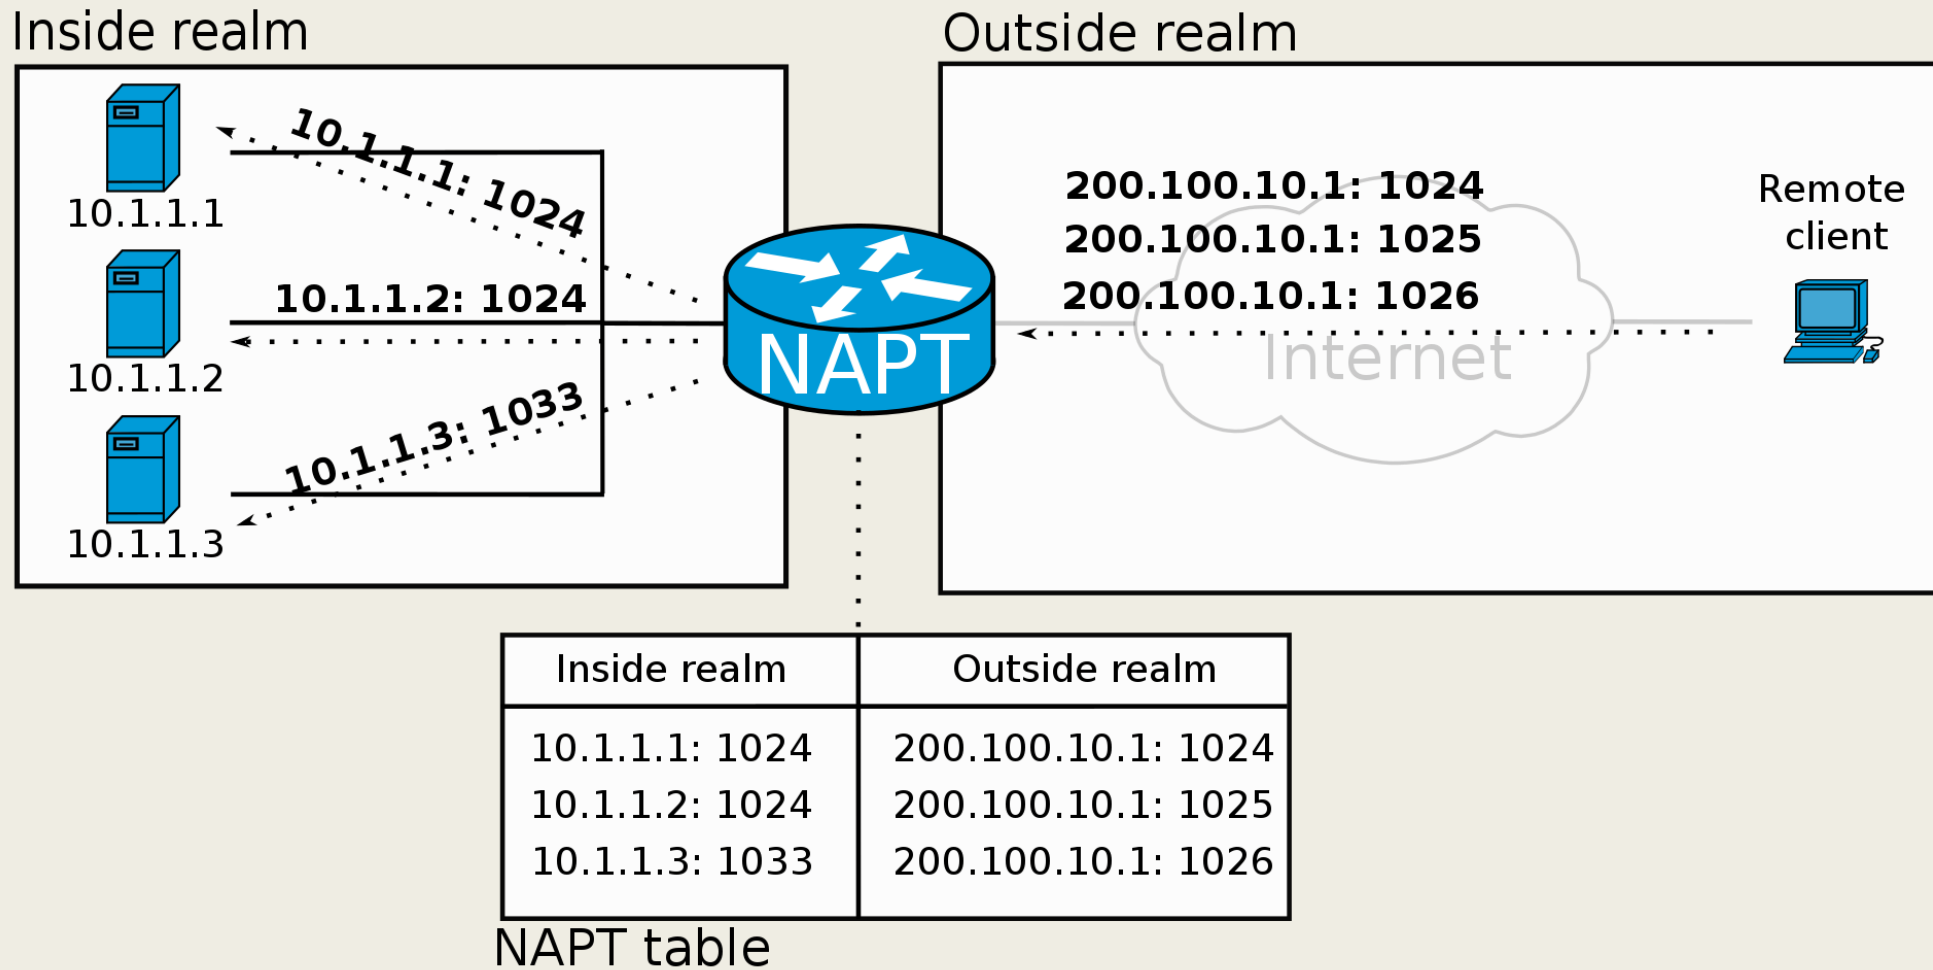 Inside realm
Outside realm
10.1.1.1: 1024
10.1.1.1
10.1.1.2: 1024
10.1.1.2
10.1.1.3: 1033
10.1.1.3
NAPT
200.100.10.1: 1024
200.100.10.1: 1025
200.100.10.1: 1026
Internet
Remote
client
Inside realm
Outside realm
10.1.1.1: 1024
200.100.10.1: 1024
10.1.1.2: 1024
200.100.10.1: 1025
10.1.1.3: 1033
200.100.10.1: 1026
NAPT table